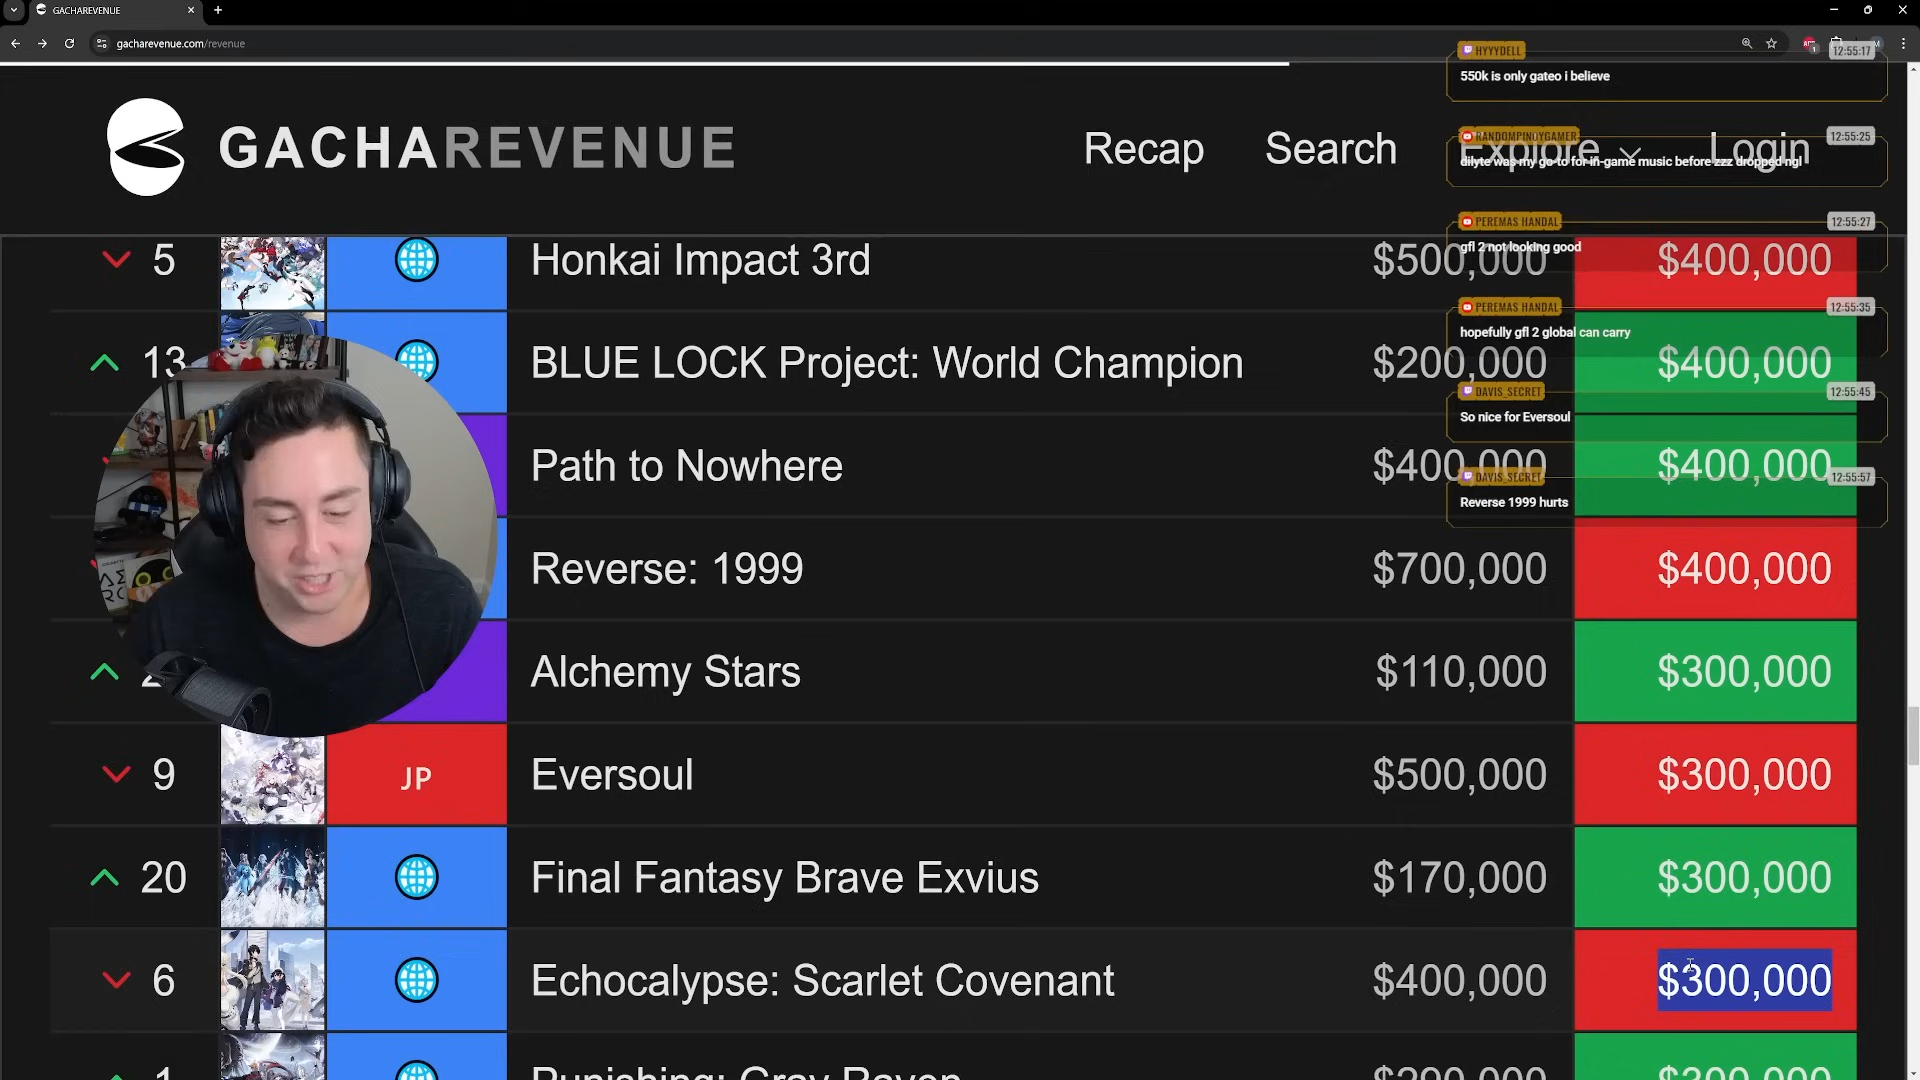 GACHAREVENUE
gacharevenue.com/revenue
GACHAREVENUE
Recap Search Explore Login
HYYYDELL 12:55:17
550k is only gateo i believe
RANDOMPINOYGAMER 12:55:25
dilyte was my go to for in-game music before zzz dropped ngl
PEREMAS HANDAL 12:55:27
gfl 2 not looking good
PEREMAS HANDAL 12:55:35
hopefully gfl 2 global can carry
DAVIS_SECRET 12:55:45
So nice for Eversoul
DAVIS_SECRET 12:55:57
Reverse 1999 hurts
5 Honkai Impact 3rd $500,000 $400,000
13 BLUE LOCK Project: World Champion $200,000 $400,000
Path to Nowhere $400,000 $400,000
Reverse: 1999 $700,000 $400,000
Alchemy Stars $110,000 $300,000
9 JP Eversoul $500,000 $300,000
20 Final Fantasy Brave Exvius $170,000 $300,000
6 Echocalypse: Scarlet Covenant $400,000 $300,000
Punishing: Gray Raven $300,000